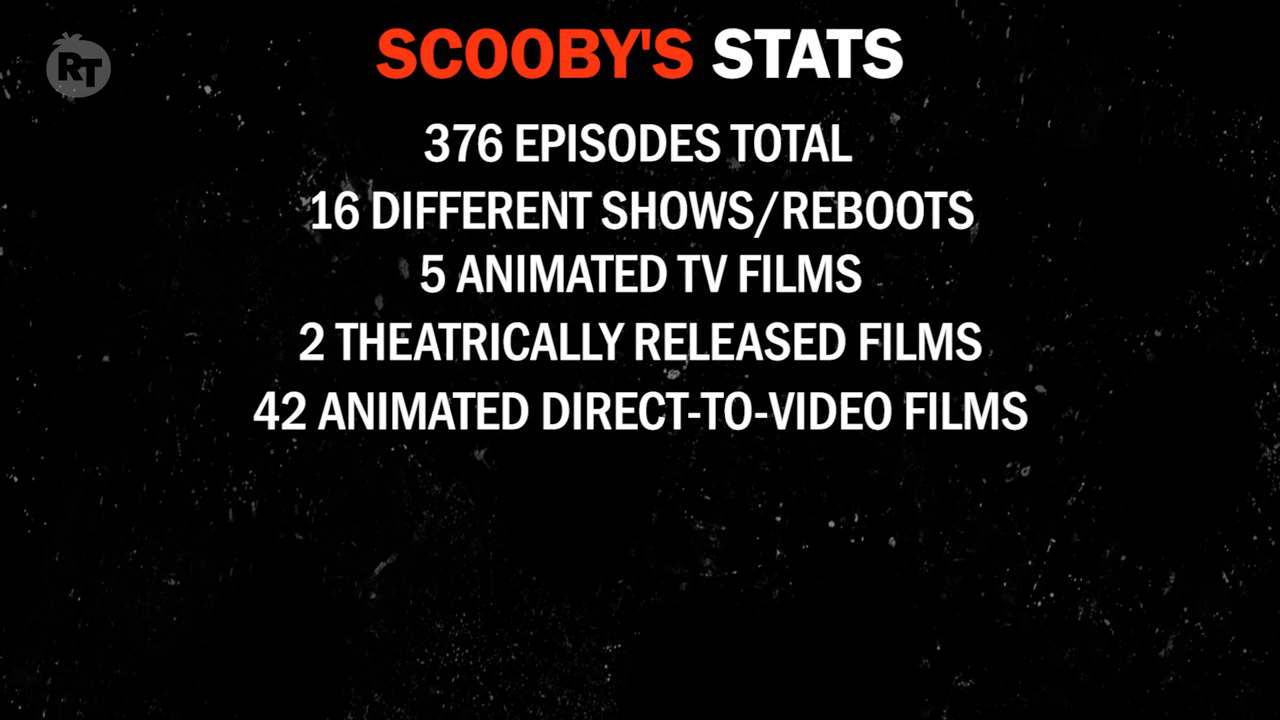 RT
SCOOBY'S STATS
376 EPISODES TOTAL
16 DIFFERENT SHOWS/REBOOTS
5 ANIMATED TV FILMS
2 THEATRICALLY RELEASED FILMS
42 ANIMATED DIRECT-TO-VIDEO FILMS